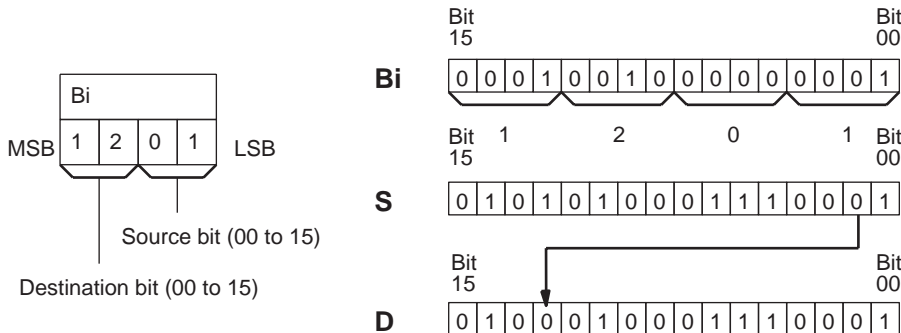 Bi
MSB 1 2 0 1 LSB
Source bit (00 to 15)
Destination bit (00 to 15)
Bit 15
Bit 00
Bi 0 0 0 1 0 0 1 0 0 0 0 0 0 0 0 1
1 2 0 1
Bit 15
Bit 00
S 0 1 0 1 0 1 0 0 0 1 1 1 0 0 0 1
Bit 15
Bit 00
D 0 1 0 0 0 1 0 0 0 1 1 1 0 0 0 1